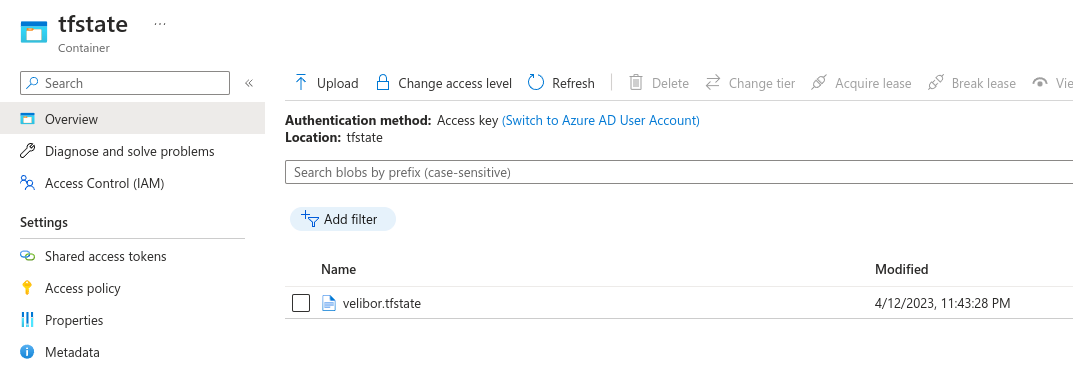 tfstate ...
Container
Search «
Overview
Diagnose and solve problems
Access Control (IAM)
Settings
Shared access tokens
Access policy
Properties
Metadata
Upload Change access level Refresh Delete Change tier Acquire lease Break lease Vie
Authentication method: Access key (Switch to Azure AD User Account)
Location: tfstate
Search blobs by prefix (case-sensitive)
Add filter
Name Modified
velibor.tfstate 4/12/2023, 11:43:28 PM